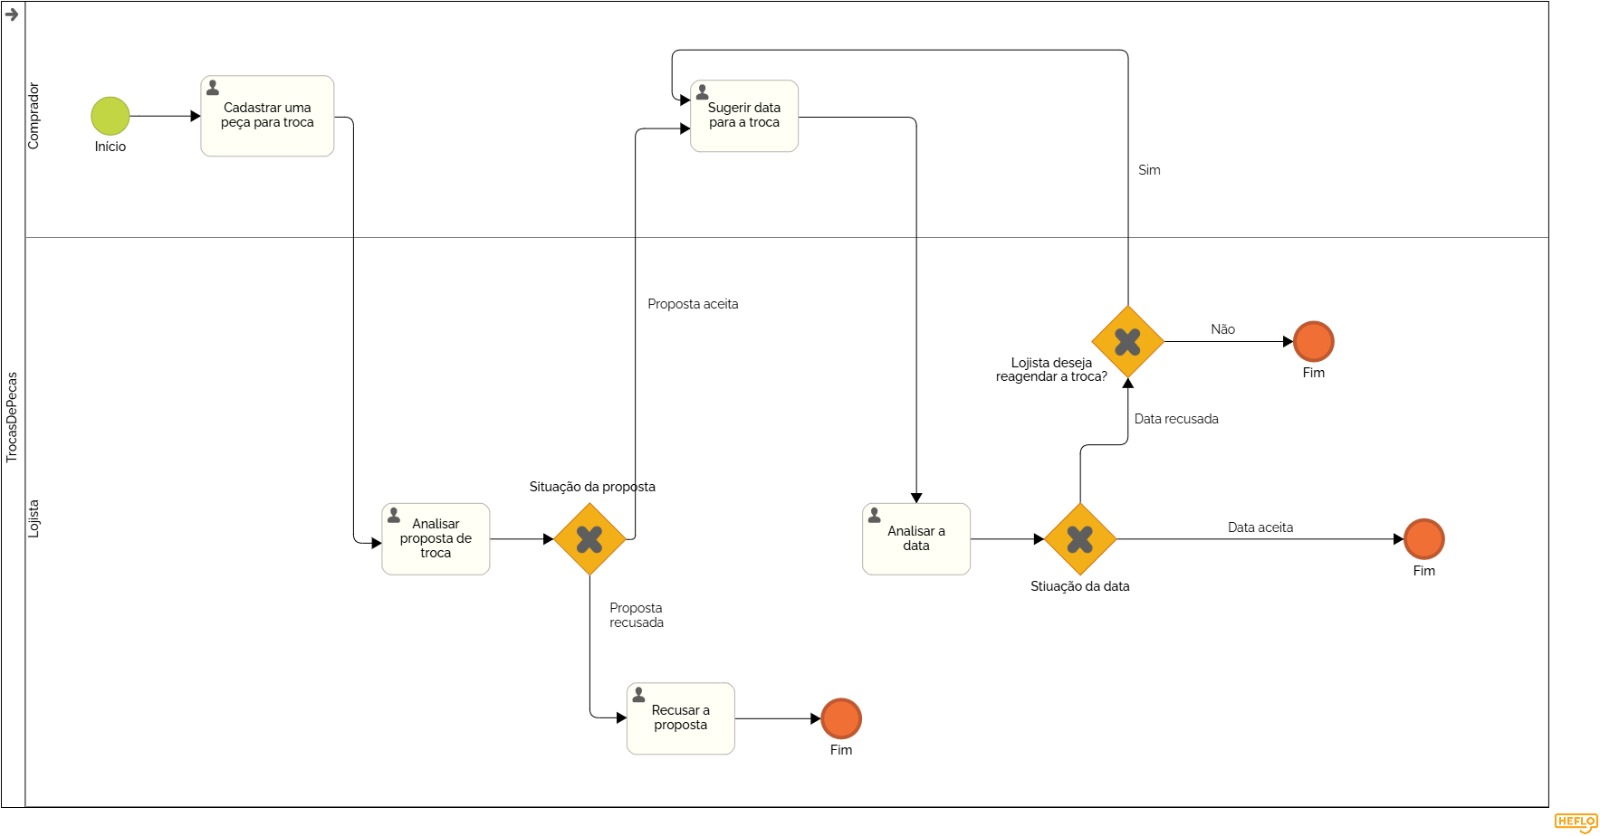 TrocasDePecas
Comprador
Início
Cadastrar uma
peça para troca
Sugerir data
para a troca
Sim
Lojista
Proposta aceita
Situação da proposta
Analisar
proposta de
troca
Proposta
recusada
Recusar a
proposta
Fim
Analisar a
data
Stiuação da data
Data recusada
Lojista deseja
reagendar a troca?
Não
Fim
Data aceita
Fim
HEFLO